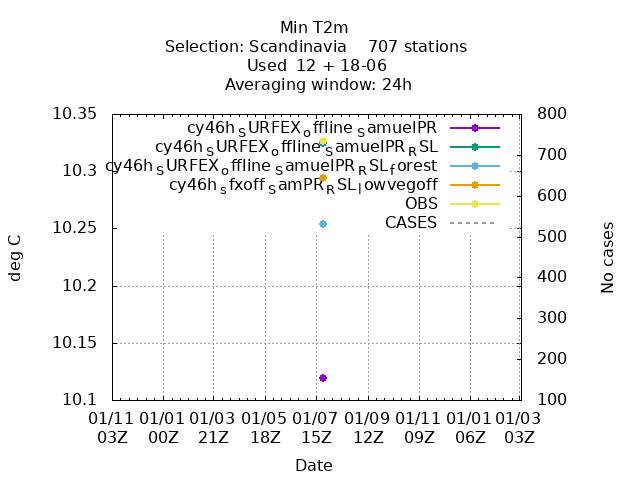 Min T2m
Selection: Scandinavia    707 stations
Used  12 + 18-06
Averaging window: 24h
10.35
10.3
10.25
10.2
10.15
10.1
deg C
800
700
600
500
400
300
200
100
No cases
cy46h_SURFEX_offline_SamuelPR
cy46h_SURFEX_offline_SamuelPR_RSL
cy46h_SURFEX_offline_SamuelPR_RSL_forest
cy46h_sfxoff_SamPR_RSL_lowvegoff
OBS
CASES
01/11 01/01 01/03 01/05 01/07 01/09 01/11 01/01 01/03
03Z 00Z 21Z 18Z 15Z 12Z 09Z 06Z 03Z
Date